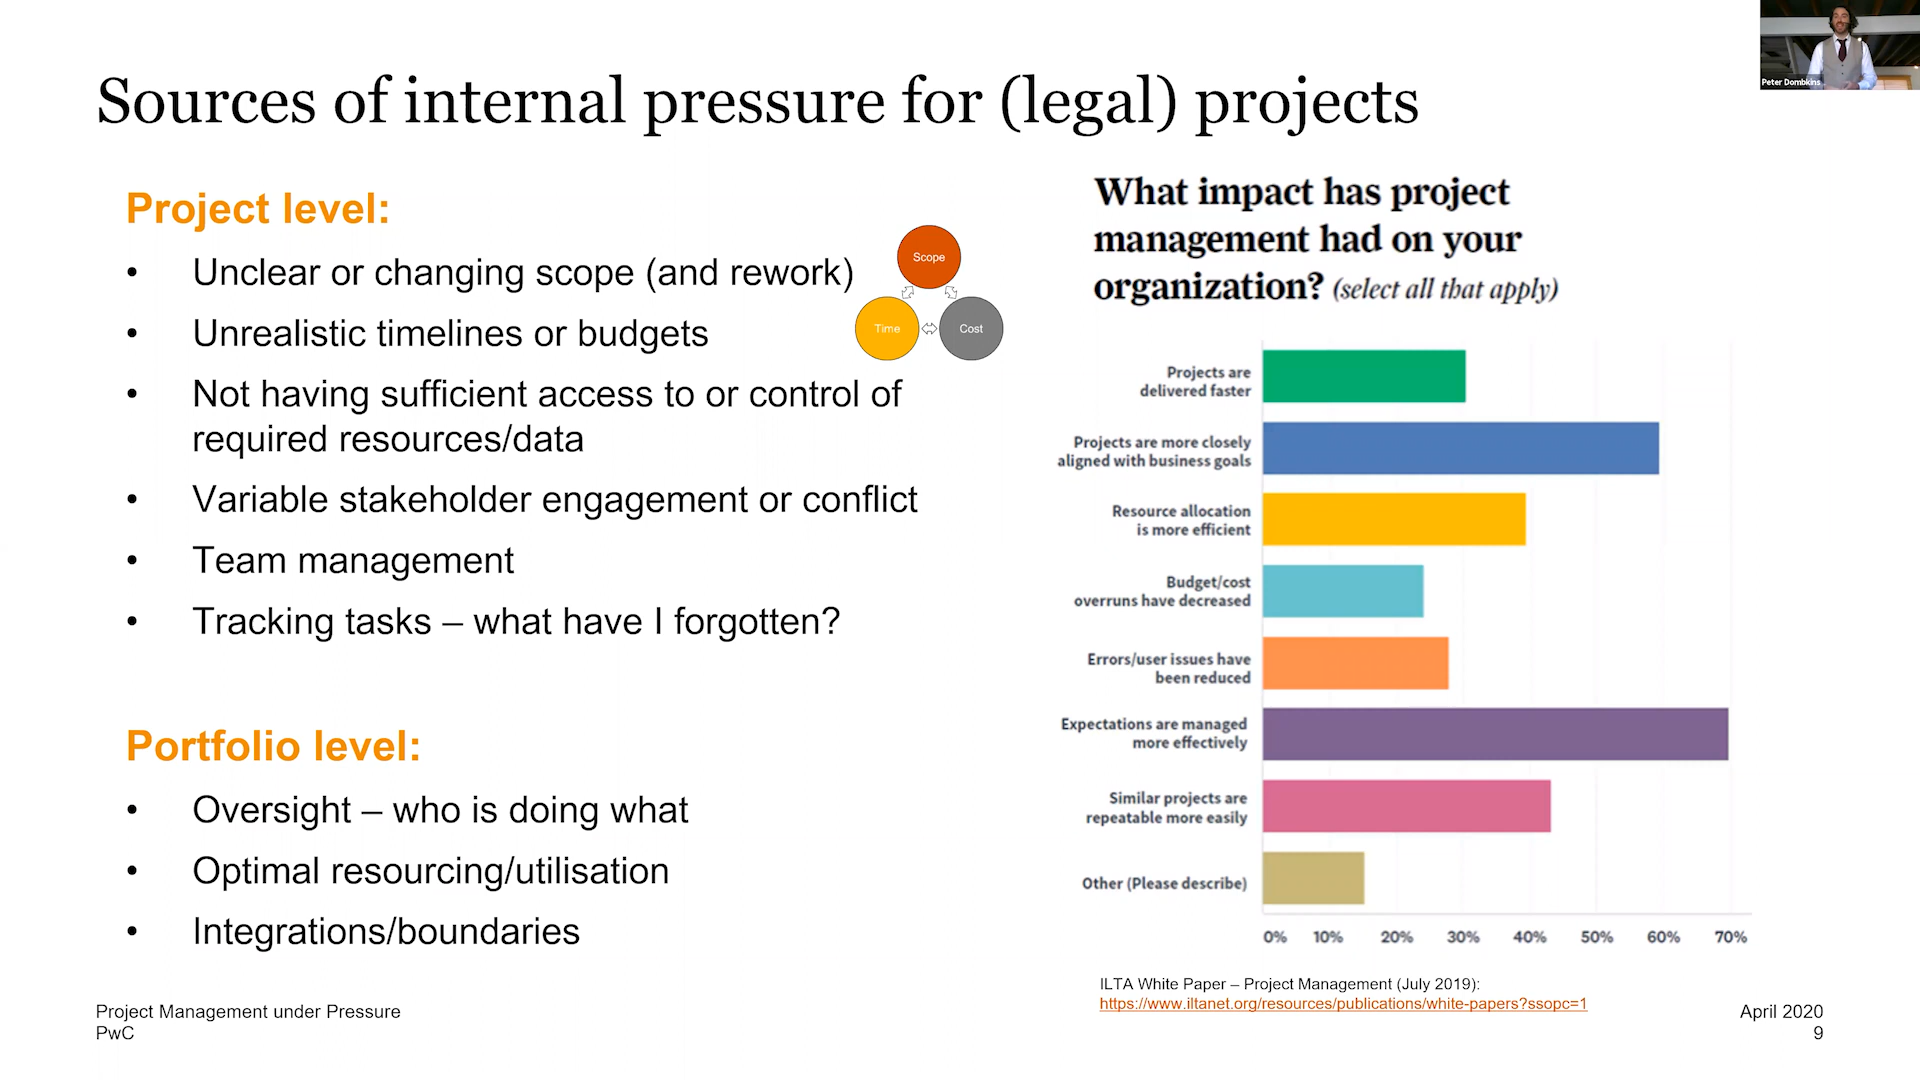 Peter Dombkins
Sources of internal pressure for (legal) projects
Project level:
• Unclear or changing scope (and rework)
• Unrealistic timelines or budgets
• Not having sufficient access to or control of
required resources/data
• Variable stakeholder engagement or conflict
• Team management
• Tracking tasks – what have I forgotten?
Scope
Time
Cost
Portfolio level:
• Oversight – who is doing what
• Optimal resourcing/utilisation
• Integrations/boundaries
What impact has project
management had on your
organization? (select all that apply)
Projects are
delivered faster
Projects are more closely
aligned with business goals
Resource allocation
is more efficient
Budget/cost
overruns have decreased
Errors/user issues have
been reduced
Expectations are managed
more effectively
Similar projects are
repeatable more easily
Other (Please describe)
0% 10% 20% 30% 40% 50% 60% 70%
ILTA White Paper – Project Management (July 2019):
https://www.iltanet.org/resources/publications/white-papers?ssopc=1
Project Management under Pressure
PwC
April 2020
9